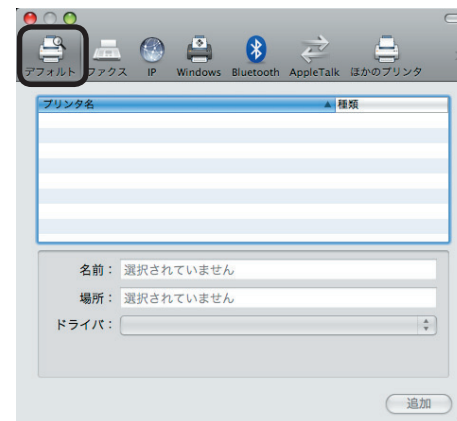 デフォルト ファクス IP Windows Bluetooth AppleTalk ほかのプリンタ
プリンタ名 種類
名前： 選択されていません
場所： 選択されていません
ドライバ：
追加